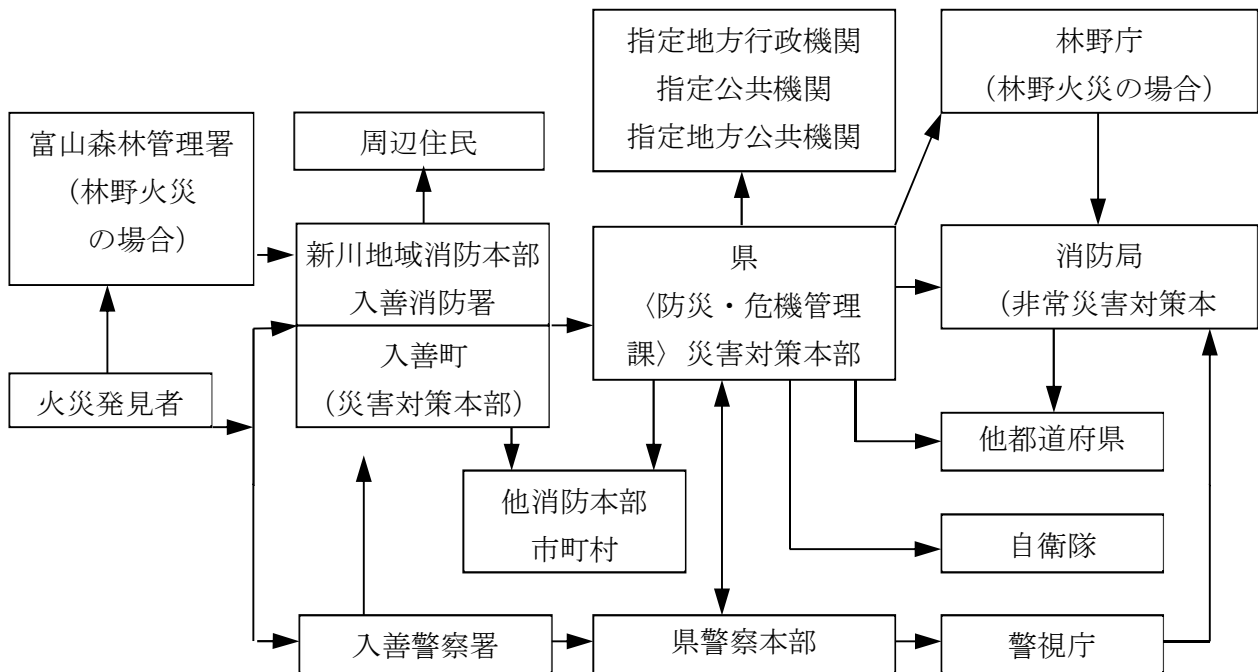 富山森林管理署
（林野火災
の場合）
火災発見者
周辺住民
新川地域消防本部
入善消防署
入善町
（災害対策本部）
入善警察署
指定地方行政機関
指定公共機関
指定地方公共機関
県
〈防災・危機管理
課〉災害対策本部
他消防本部
市町村
県警察本部
林野庁
（林野火災の場合）
消防局
（非常災害対策本
他都道府県
自衛隊
警視庁